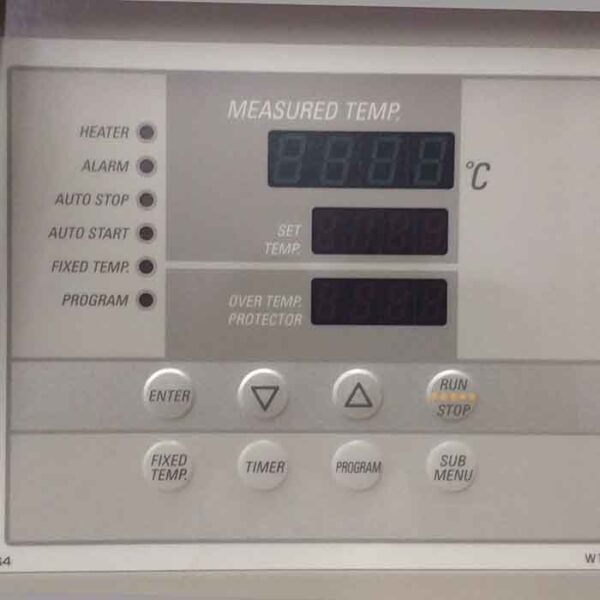 MEASURED TEMP.
HEATER
ALARM
°C
AUTO STOP
AUTO START
SET
TEMP.
FIXED TEMP.
PROGRAM
OVER TEMP.
PROTECTOR
ENTER
RUN
STOP
FIXED
TEMP.
TIMER
PROGRAM
SUB
MENU